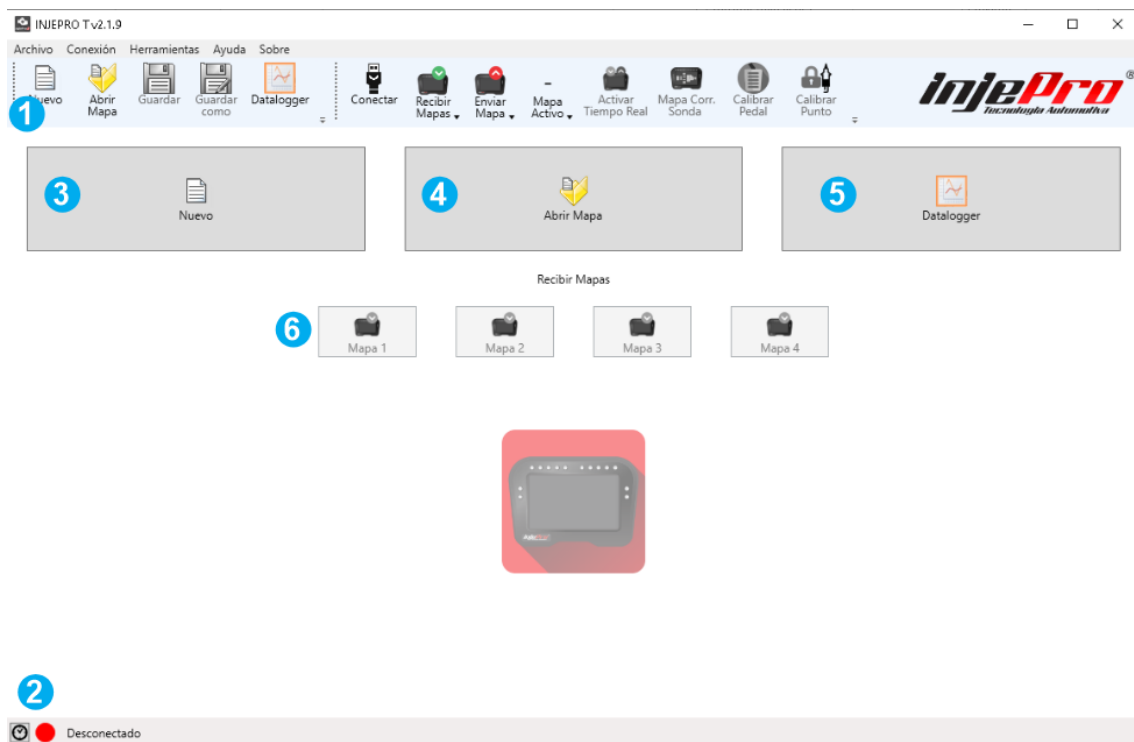 INJEPRO T v2.1.9
Archivo Conexión Herramientas Ayuda Sobre
Nuevo
Abrir Mapa
Guardar
Guardar como
Datalogger
Conectar
Recibir Mapas
Enviar Mapa
Mapa Activo
Activar Tiempo Real
Mapa Corr. Sonda
Calibrar Pedal
Calibrar Punto
injePro®
Tecnologia Automotiva
1
3
Nuevo
4
Abrir Mapa
5
Datalogger
Recibir Mapas
6
Mapa 1
Mapa 2
Mapa 3
Mapa 4
2
Desconectado